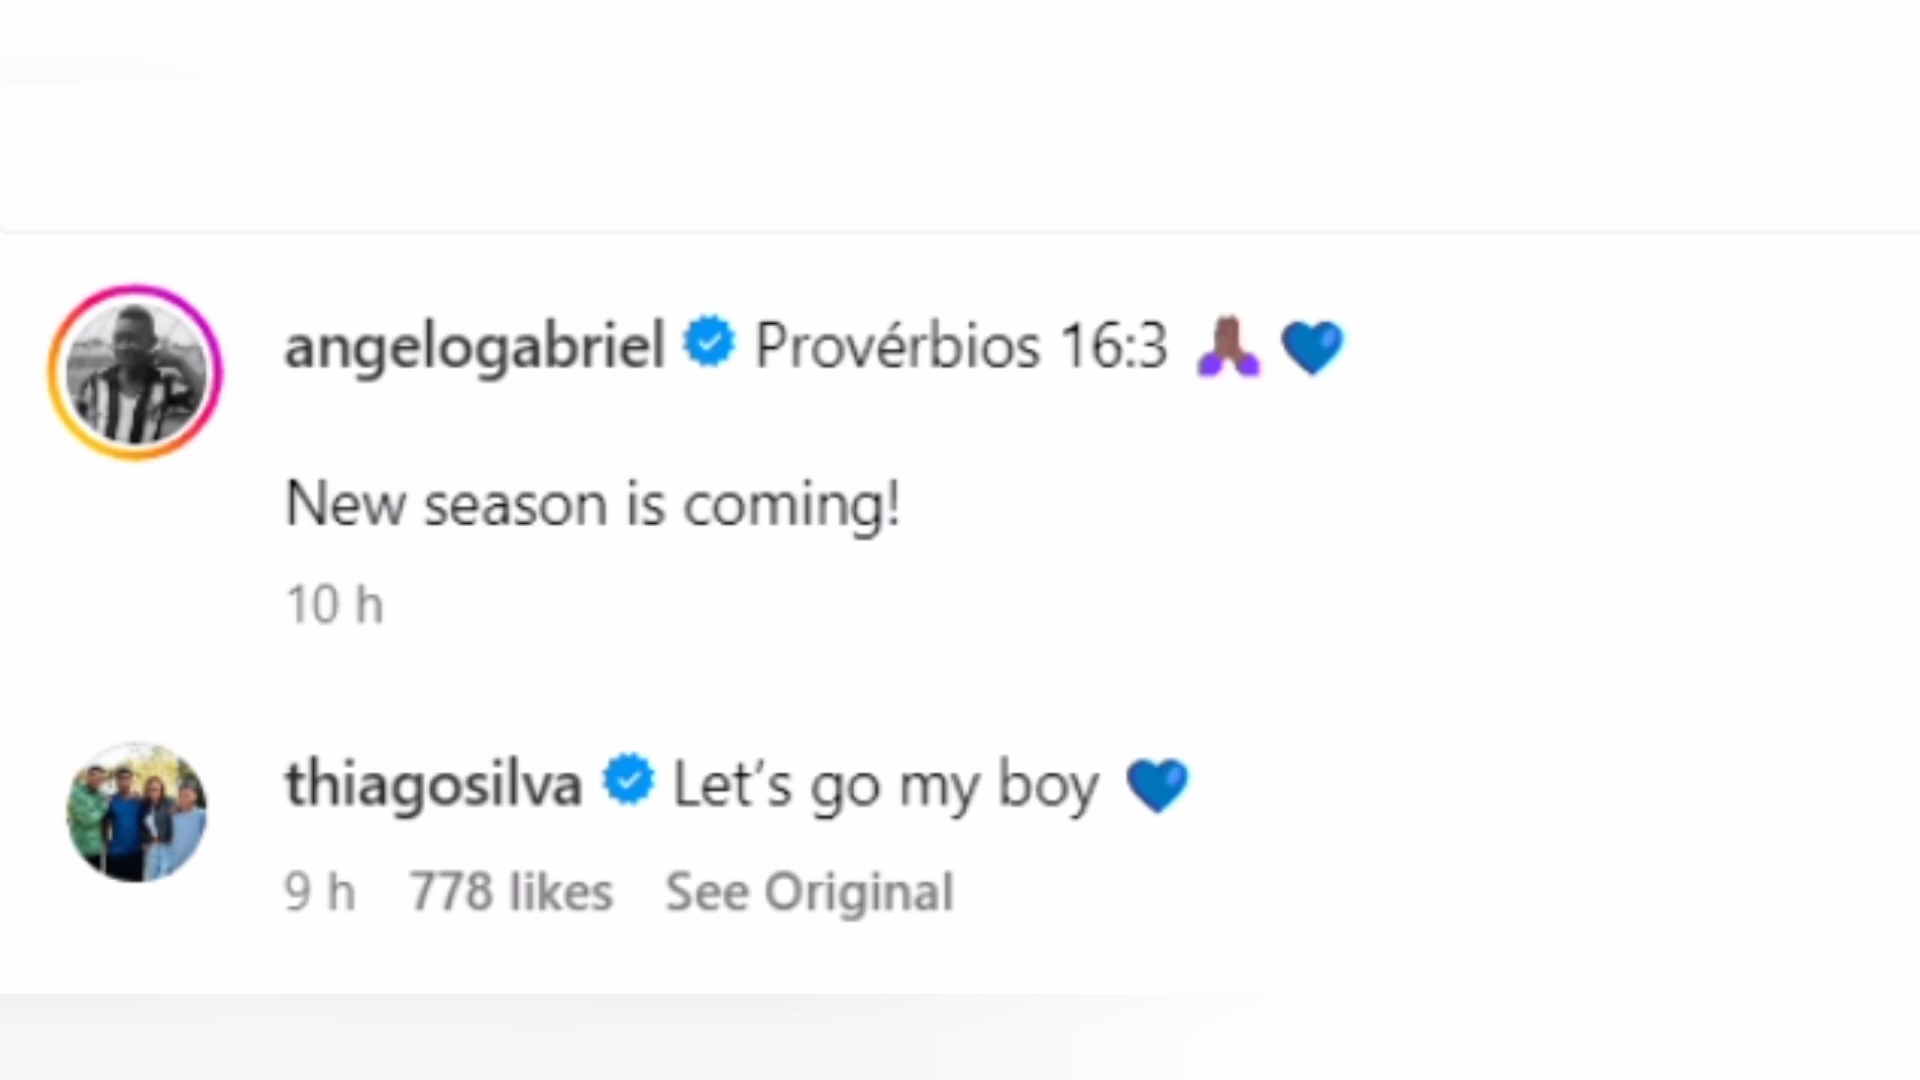 angelogabriel Provérbios 16:3 🙏🏾 💙
New season is coming!
10 h
thiagosilva Let's go my boy 💙
9 h 778 likes See Original